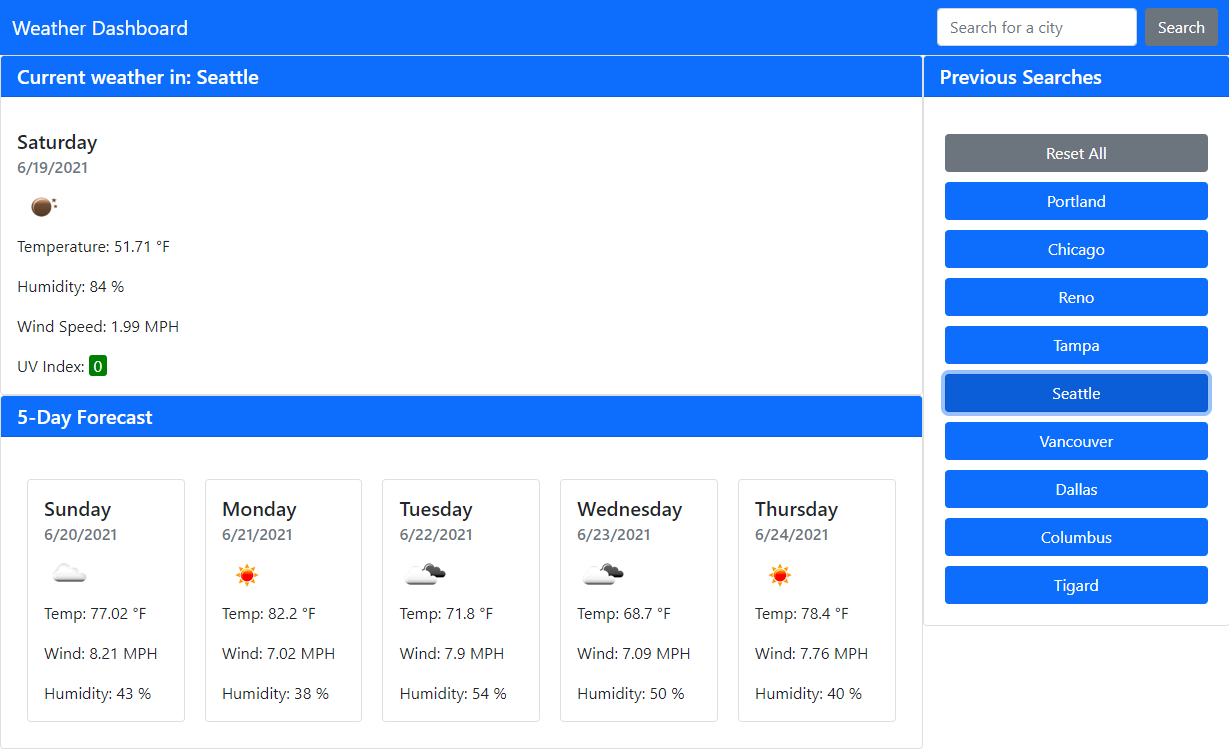 Weather Dashboard
Search for a city
Search
Current weather in: Seattle
Saturday
6/19/2021
Temperature: 51.71 °F
Humidity: 84 %
Wind Speed: 1.99 MPH
UV Index: 0
5-Day Forecast
Sunday
6/20/2021
Temp: 77.02 °F
Wind: 8.21 MPH
Humidity: 43 %
Monday
6/21/2021
Temp: 82.2 °F
Wind: 7.02 MPH
Humidity: 38 %
Tuesday
6/22/2021
Temp: 71.8 °F
Wind: 7.9 MPH
Humidity: 54 %
Wednesday
6/23/2021
Temp: 68.7 °F
Wind: 7.09 MPH
Humidity: 50 %
Thursday
6/24/2021
Temp: 78.4 °F
Wind: 7.76 MPH
Humidity: 40 %
Previous Searches
Reset All
Portland
Chicago
Reno
Tampa
Seattle
Vancouver
Dallas
Columbus
Tigard